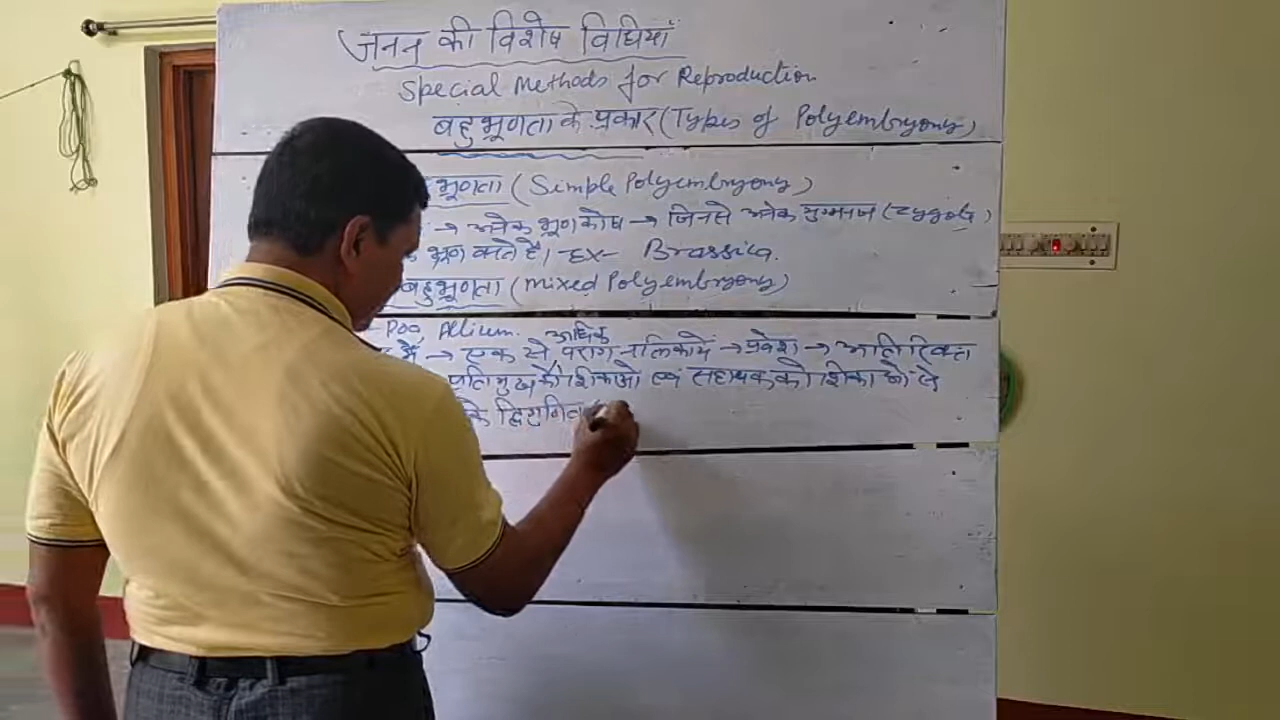 जनन की विशेष विधियां
Special Methods for Reproduction
बहुभ्रूणता के प्रकार (Types of Polyembryony)
भ्रूणता (Simple Polyembryony)
→ अनेक भ्रूणकोष → जिनसे अनेक युग्मनज (Zygote)
भ्रूण बनते है। Ex- Brassica.
बहुभ्रूणता (Mixed Polyembryony)
Poa, Allium. अधिक
में → एक से पराग नलिकायें → प्रवेश → अतिरिक्त
प्रतिमुख कोशिकाओं एवं सहायक कोशिकाओं से
द्विगुणित